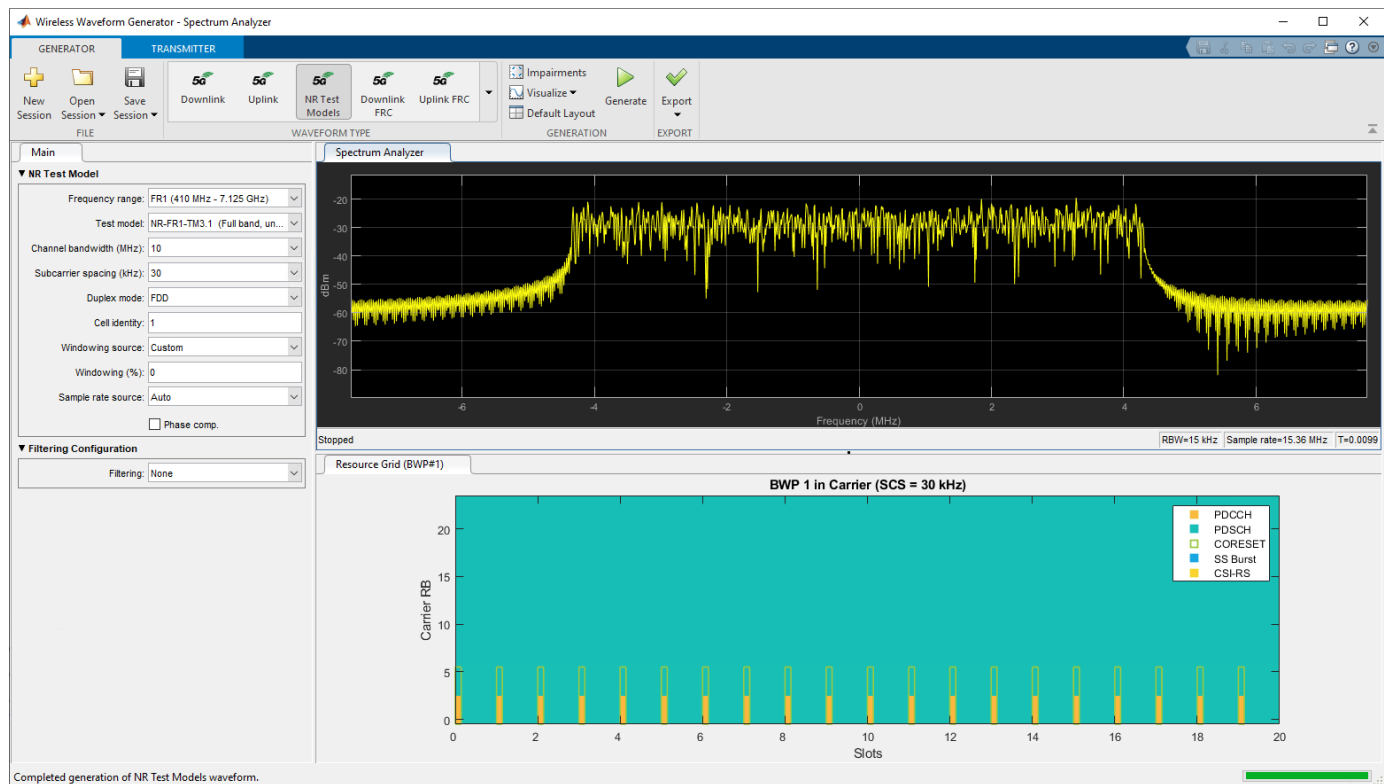 Wireless Waveform Generator - Spectrum Analyzer
GENERATOR TRANSMITTER
New Session
Open Session
Save Session
FILE
5G Downlink
5G Uplink
5G NR Test Models
5G Downlink FRC
5G Uplink FRC
WAVEFORM TYPE
Impairments
Visualize
Default Layout
Generate
GENERATION
Export
EXPORT
Main
NR Test Model
Frequency range: FR1 (410 MHz - 7.125 GHz)
Test model: NR-FR1-TM3.1 (Full band, un...
Channel bandwidth (MHz): 10
Subcarrier spacing (kHz): 30
Duplex mode: FDD
Cell identity: 1
Windowing source: Custom
Windowing (%): 0
Sample rate source: Auto
Phase comp.
Filtering Configuration
Filtering: None
Spectrum Analyzer
-20
-30
-40
-50
-60
-70
-80
dBm
-6 -4 -2 0 2 4 6
Frequency (MHz)
Stopped RBW=15 kHz Sample rate=15.36 MHz T=0.0099
Resource Grid (BWP#1)
BWP 1 in Carrier (SCS = 30 kHz)
PDCCH
PDSCH
CORESET
SS Burst
CSI-RS
20
15
10
5
0
Carrier RB
0 2 4 6 8 10 12 14 16 18 20
Slots
Completed generation of NR Test Models waveform.